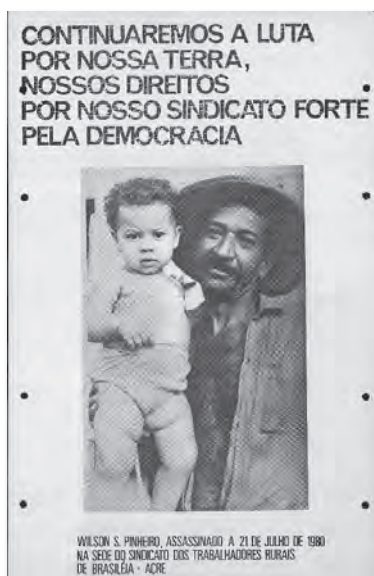 CONTINUAREMOS A LUTA
POR NOSSA TERRA,
NOSSOS DIREITOS
POR NOSSO SINDICATO FORTE
PELA DEMOCRACIA
WILSON S. PINHEIRO, ASSASSINADO A 21 DE JULHO DE 1980
NA SEDE DO SINDICATO DOS TRABALHADORES RURAIS
DE BRASILÉIA - ACRE